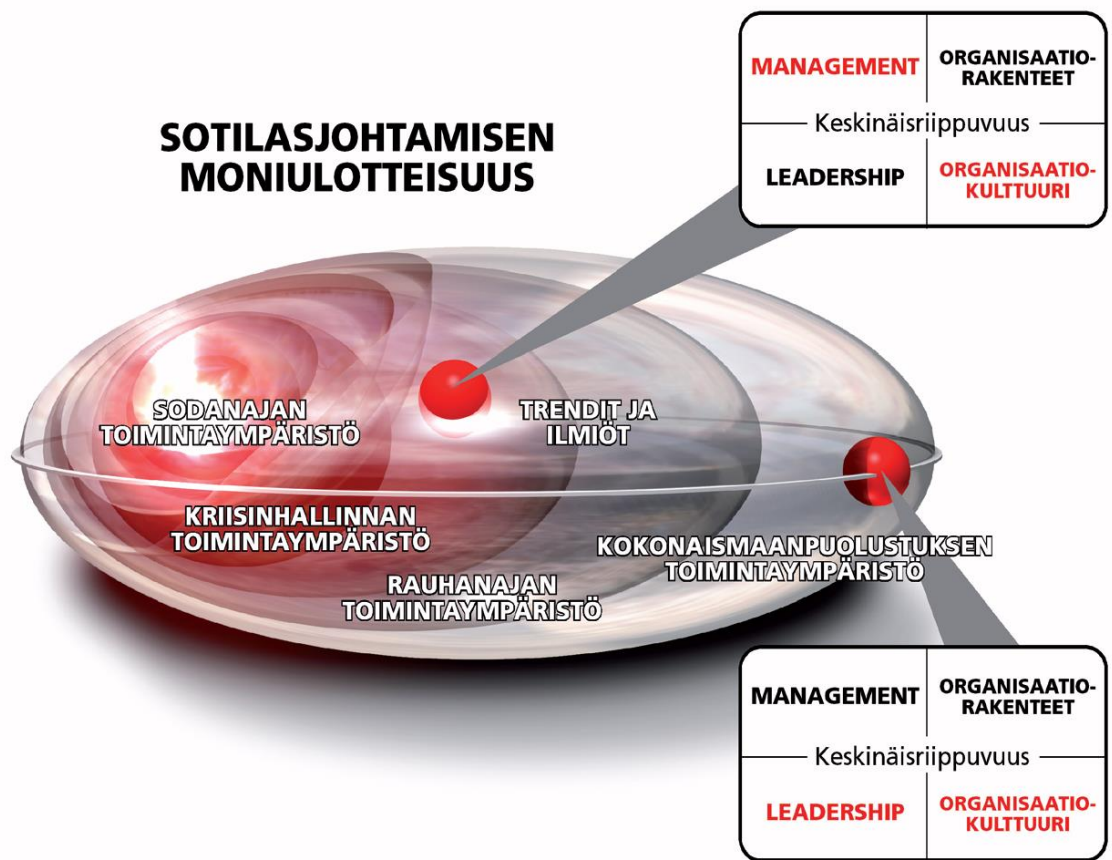 SOTILASJOHTAMISEN
MONIULOTTEISUUS
MANAGEMENT
ORGANISAATIO-
RAKENTEET
Keskinäisriippuvuus
LEADERSHIP
ORGANISAATIO-
KULTTUURI
SODANAJAN
TOIMINTAYMPÄRISTÖ
TRENDIT JA
ILMIÖT
KRIISINHALLINNAN
TOIMINTAYMPÄRISTÖ
KOKONAISMAANPUOLUSTUKSEN
TOIMINTAYMPÄRISTÖ
RAUHANAJAN
TOIMINTAYMPÄRISTÖ
MANAGEMENT
ORGANISAATIO-
RAKENTEET
Keskinäisriippuvuus
LEADERSHIP
ORGANISAATIO-
KULTTUURI